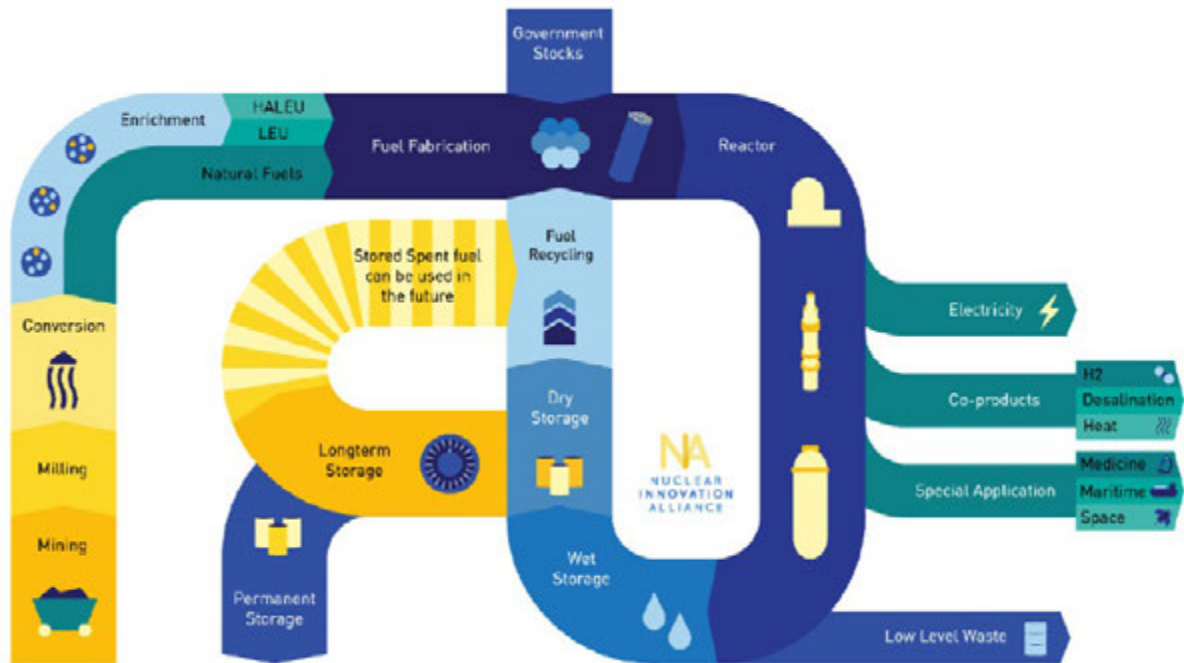 Government
Stocks
Enrichment
HALEU
LEU
Natural Fuels
Fuel Fabrication
Reactor
Stored Spent fuel
can be used in
the future
Fuel
Recycling
Conversion
Electricity
Co-products
H2
Desalination
Heat
Dry
Storage
Longterm
Storage
Milling
NIA
NUCLEAR
INNOVATION
ALLIANCE
Special Application
Medicine
Maritime
Space
Mining
Wet
Storage
Permanent
Storage
Low Level Waste